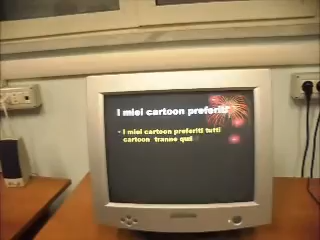 I miei cartoon preferiti
- I miei cartoon preferiti tutti
cartoon tranne qui